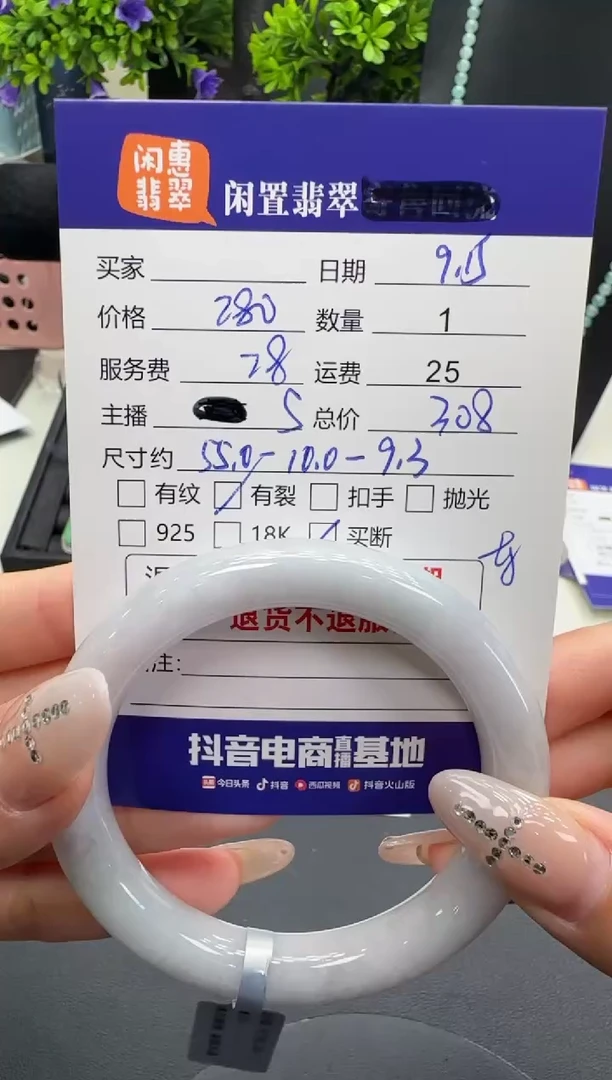 闲惠
翡翠
闲置翡翠
买家 日期 9.15
价格 280 数量 1
服务费 28 运费 25
主播 S 总价 308
尺寸约 55.0-10.0-9.3
有纹 有裂 扣手 抛光
925 18K 买断
退货不退服
注:
抖音电商直播基地
头条 今日头条 抖音 西瓜视频 抖音火山版